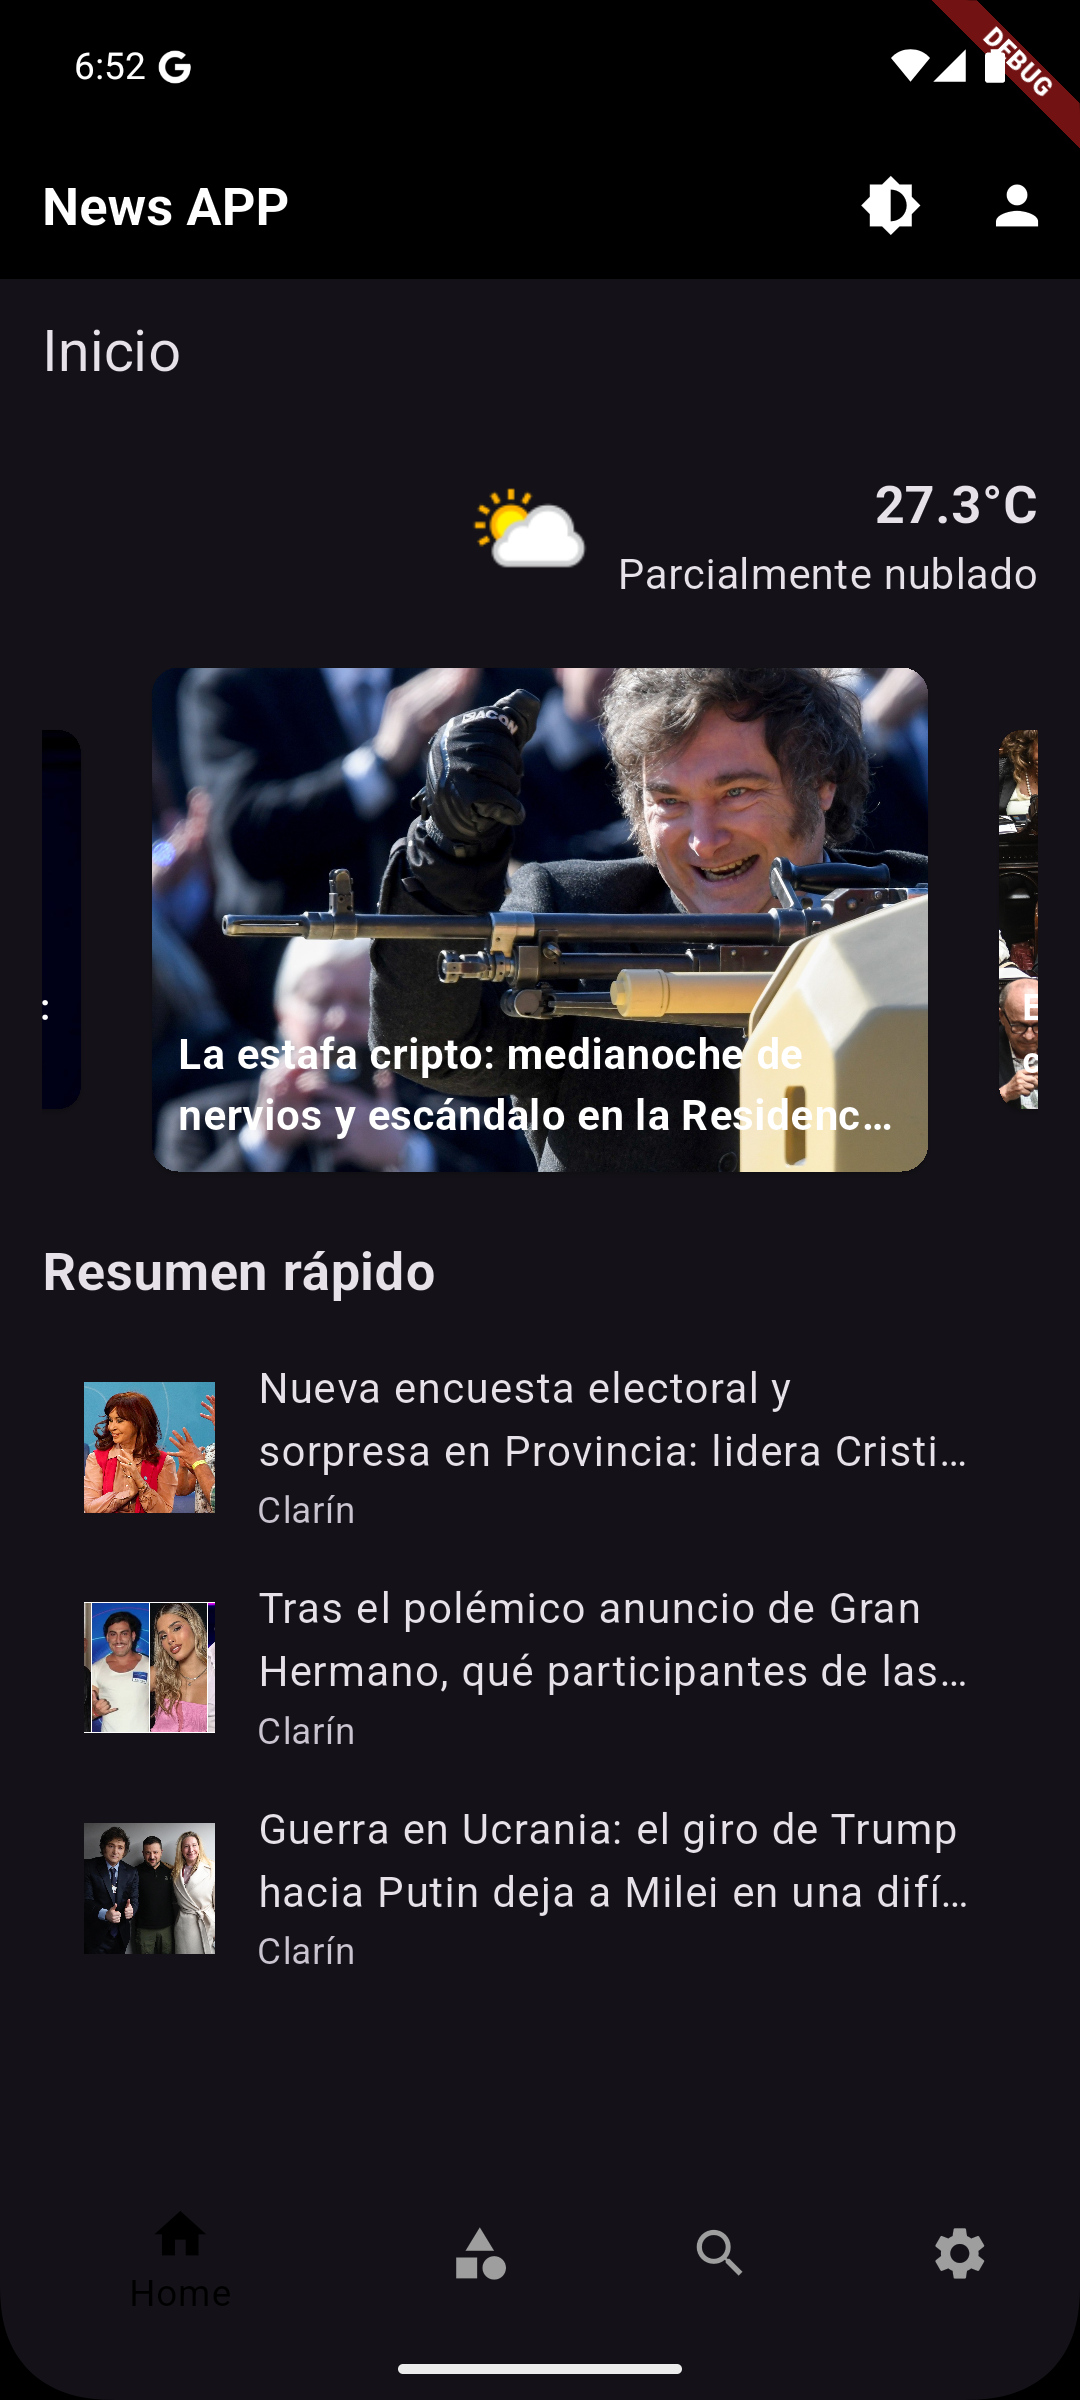 6:52
DEBUG
News APP
Inicio
27.3°C
Parcialmente nublado
:
La estafa cripto: medianoche de
nervios y escándalo en la Residenc...
Resumen rápido
Nueva encuesta electoral y
sorpresa en Provincia: lidera Cristi...
Clarín
Tras el polémico anuncio de Gran
Hermano, qué participantes de las...
Clarín
Guerra en Ucrania: el giro de Trump
hacia Putin deja a Milei en una difí...
Clarín
Home